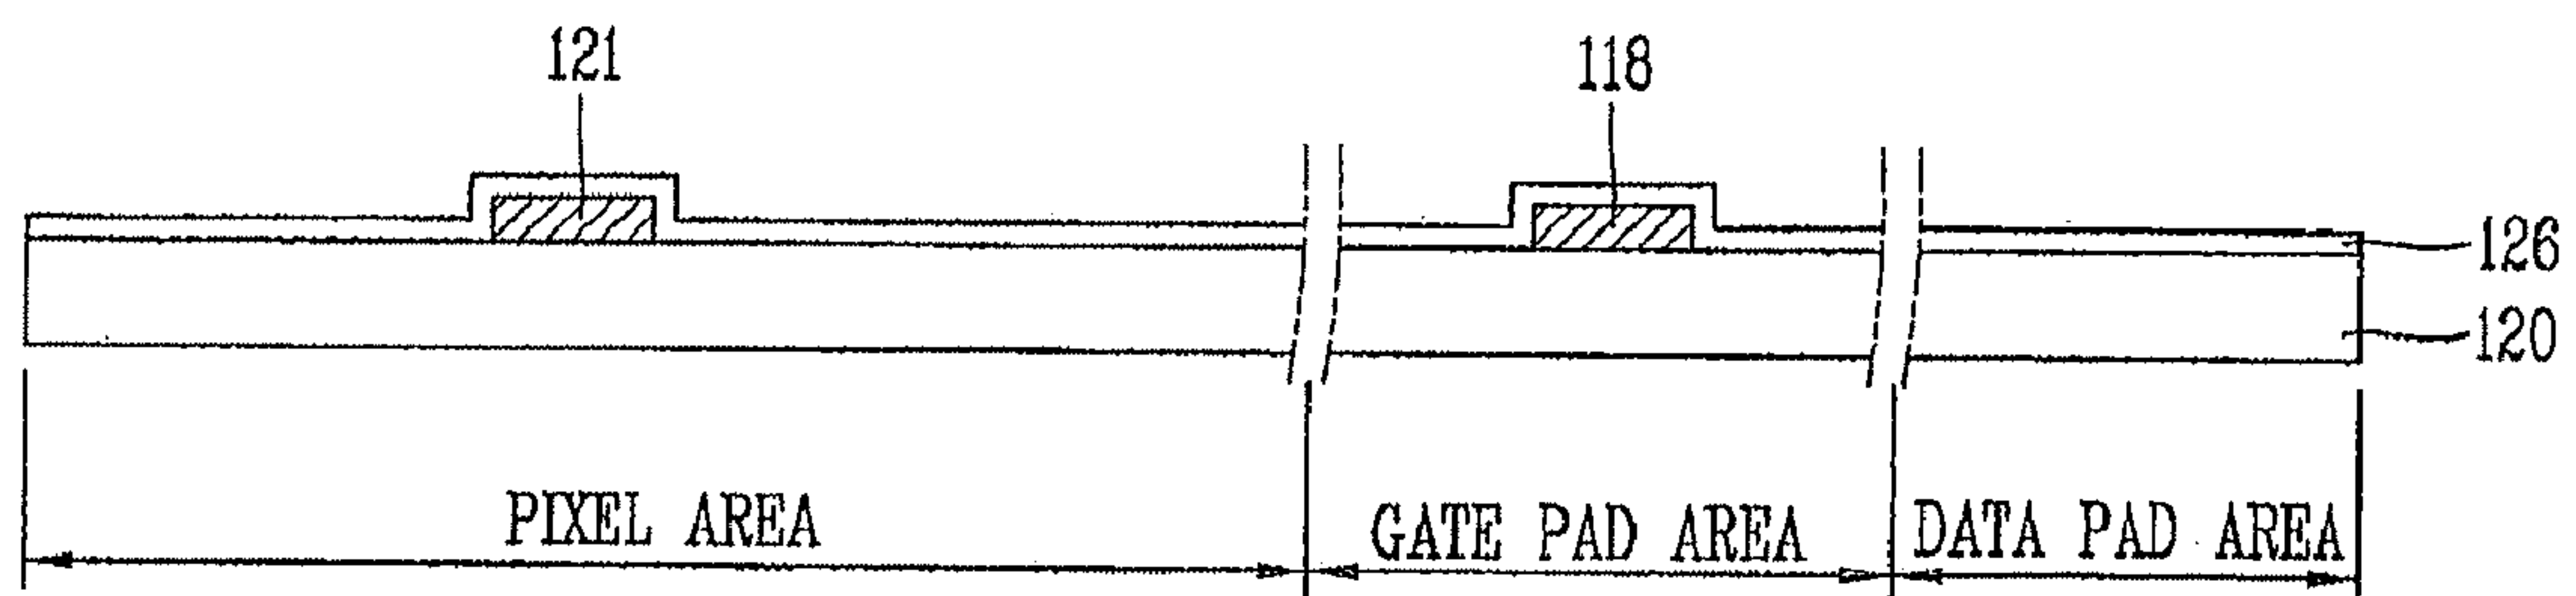 121
118
126
120
PIXEL AREA
GATE PAD AREA
DATA PAD AREA